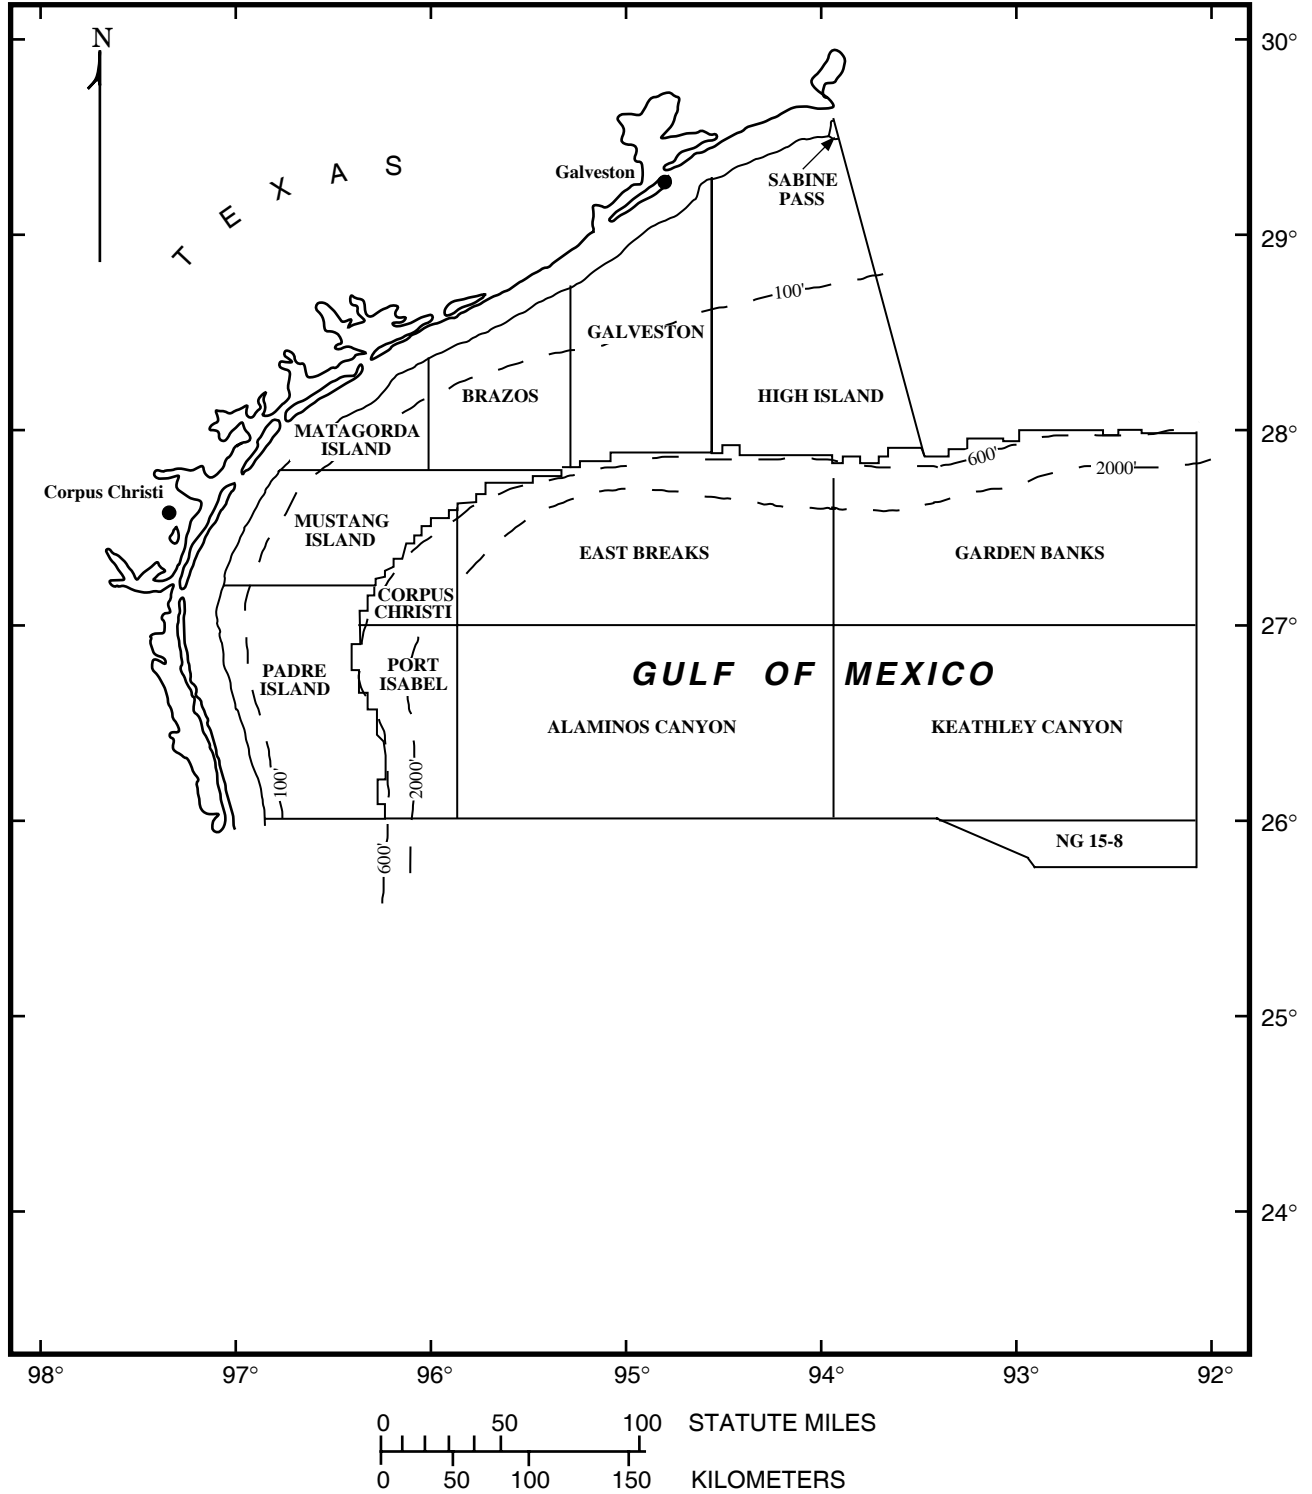 N
30°
TEXAS
Galveston
SABINE
PASS
29°
100'
GALVESTON
BRAZOS
HIGH ISLAND
MATAGORDA
ISLAND
28°
600'
2000'
Corpus Christi
MUSTANG
ISLAND
EAST BREAKS
GARDEN BANKS
CORPUS
CHRISTI
27°
PADRE
ISLAND
PORT
ISABEL
GULF OF MEXICO
ALAMINOS CANYON
KEATHLEY CANYON
100'
2000'
26°
NG 15-8
600'
25°
24°
98° 97° 96° 95° 94° 93° 92°
0 50 100 STATUTE MILES
0 50 100 150 KILOMETERS